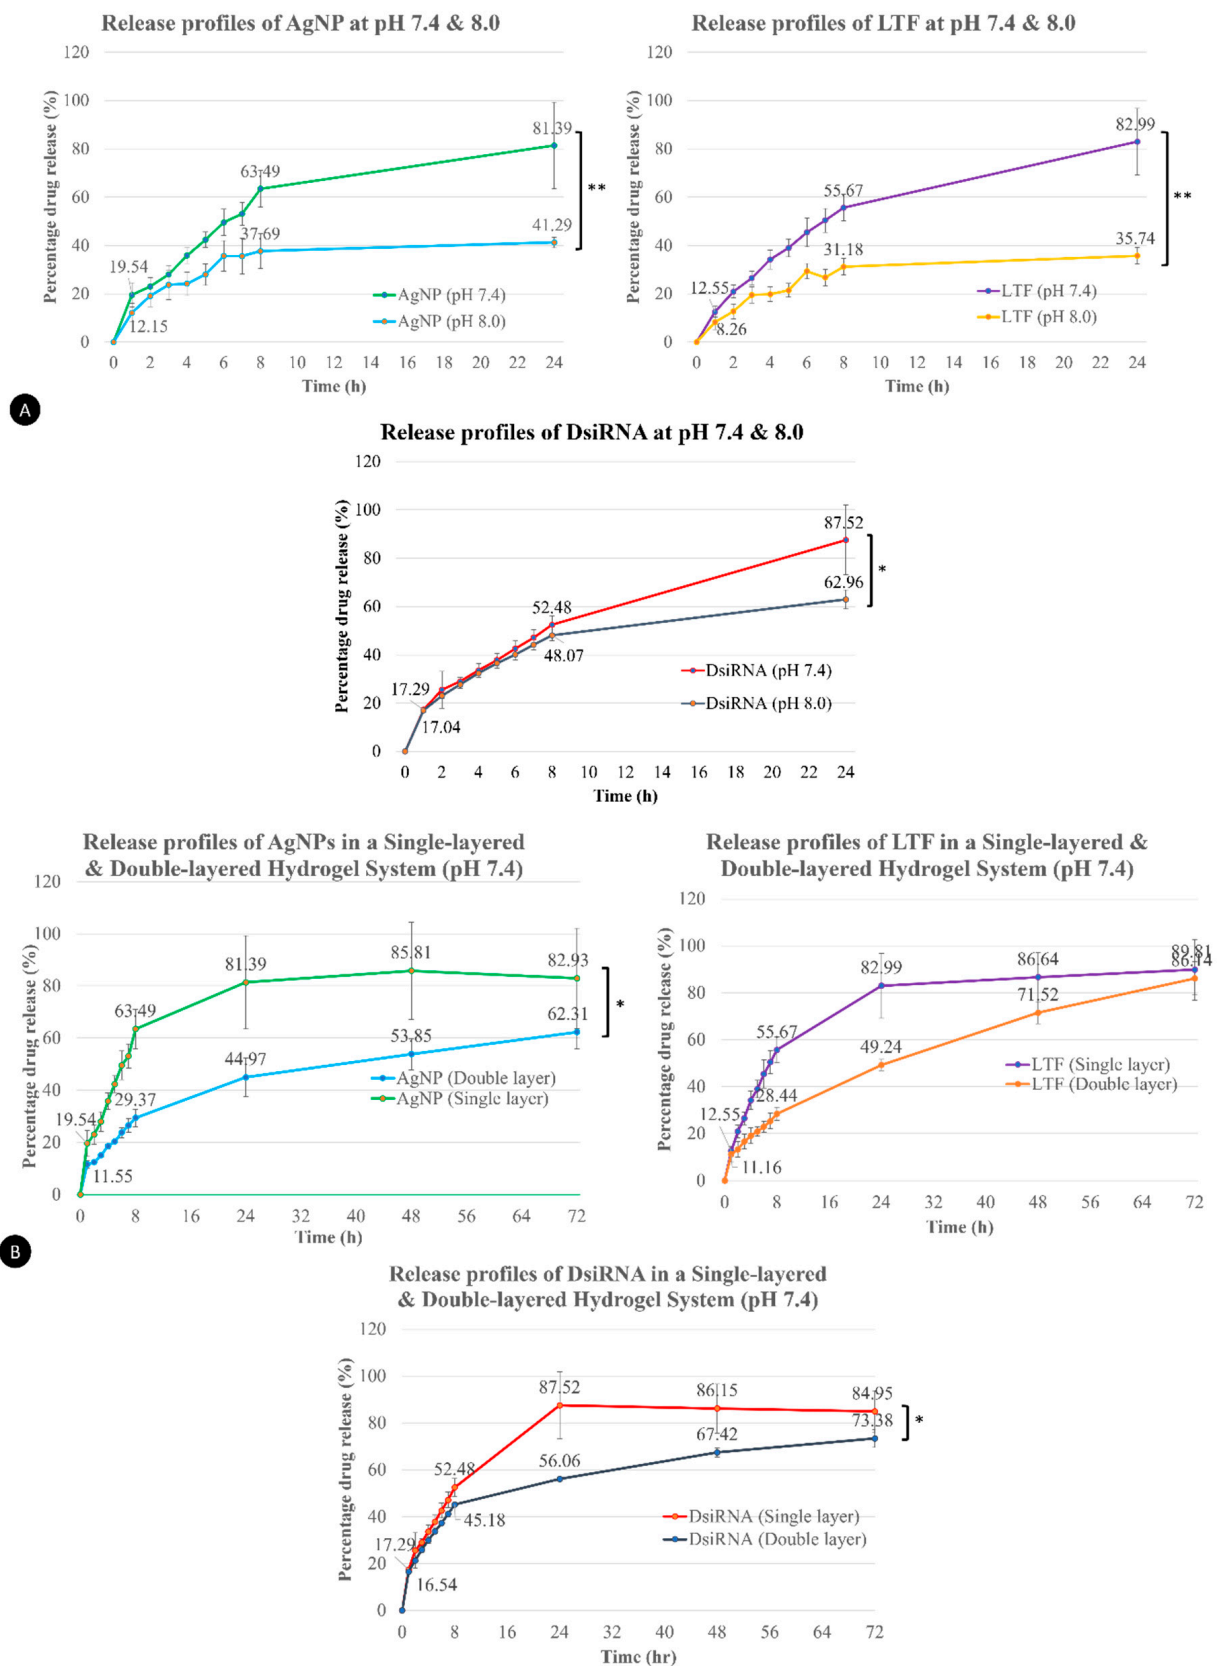 Release profiles of AgNP at pH 7.4 & 8.0
Percentage drug release (%)
120
100
80
60
40
20
0
81.39
63.49
41.29
37.69
19.54
12.15
**
AgNP (pH 7.4)
AgNP (pH 8.0)
0 2 4 6 8 10 12 14 16 18 20 22 24
Time (h)
Release profiles of LTF at pH 7.4 & 8.0
Percentage drug release (%)
120
100
80
60
40
20
0
82.99
55.67
35.74
31.18
12.55
8.26
**
LTF (pH 7.4)
LTF (pH 8.0)
0 2 4 6 8 10 12 14 16 18 20 22 24
Time (h)
A
Release profiles of DsiRNA at pH 7.4 & 8.0
Percentage drug release (%)
120
100
80
60
40
20
0
87.52
62.96
52.48
48.07
17.29
17.04
*
DsiRNA (pH 7.4)
DsiRNA (pH 8.0)
0 2 4 6 8 10 12 14 16 18 20 22 24
Time (h)
Release profiles of AgNPs in a Single-layered
& Double-layered Hydrogel System (pH 7.4)
Percentage drug release (%)
120
100
80
60
40
20
0
81.39
85.81
82.93
63.49
62.31
53.85
44.97
29.37
19.54
11.55
*
AgNP (Double layer)
AgNP (Single layer)
0 8 16 24 32 40 48 56 64 72
Time (h)
Release profiles of LTF in a Single-layered &
Double-layered Hydrogel System (pH 7.4)
Percentage drug release (%)
120
100
80
60
40
20
0
82.99
86.64
89.81
86.14
71.52
55.67
49.24
28.44
12.55
11.16
LTF (Single layer)
LTF (Double layer)
0 8 16 24 32 40 48 56 64 72
Time (h)
B
Release profiles of DsiRNA in a Single-layered
& Double-layered Hydrogel System (pH 7.4)
Percentage drug release (%)
120
100
80
60
40
20
0
87.52
86.15
84.95
73.38
67.42
56.06
52.48
45.18
17.29
16.54
*
DsiRNA (Single layer)
DsiRNA (Double layer)
0 8 16 24 32 40 48 56 64 72
Time (hr)